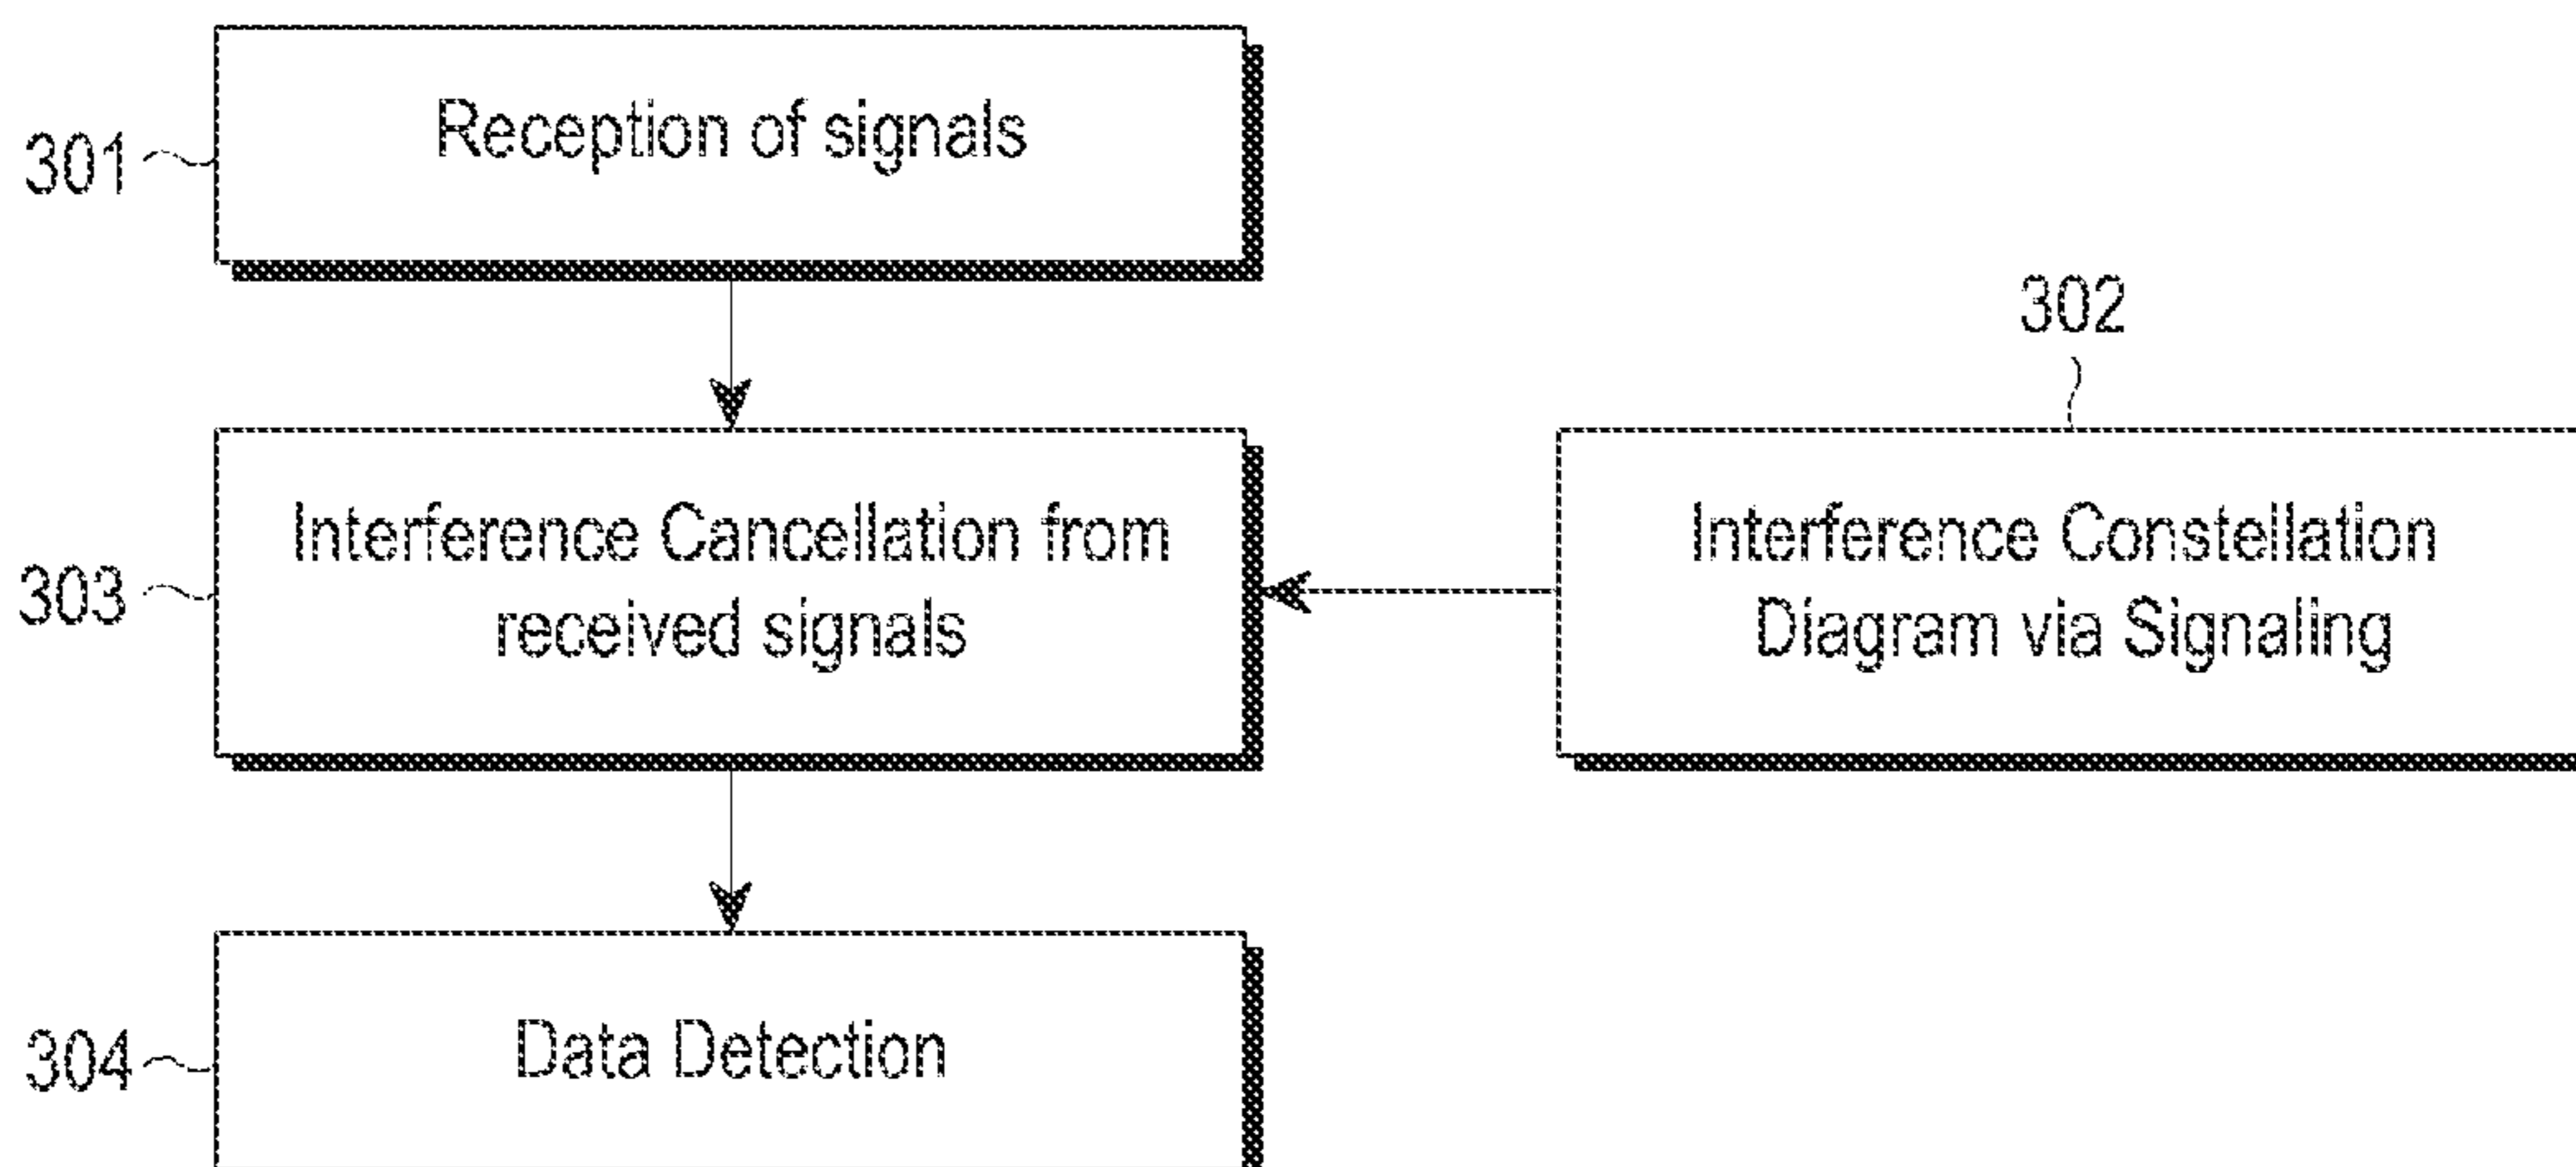 301
Reception of signals
302
303
Interference Cancellation from
received signals
Interference Constellation
Diagram via Signaling
304
Data Detection